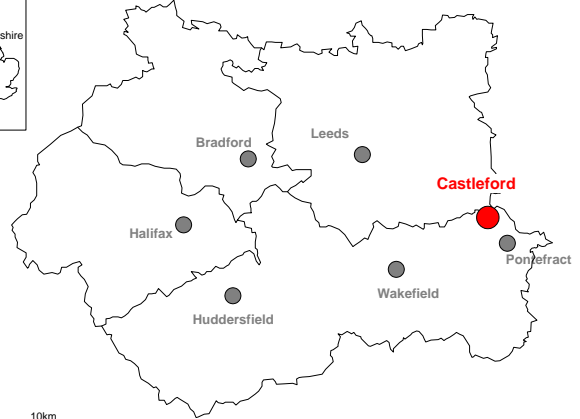 shire
Bradford
Leeds
Castleford
Halifax
Pontefract
Wakefield
Huddersfield
10km